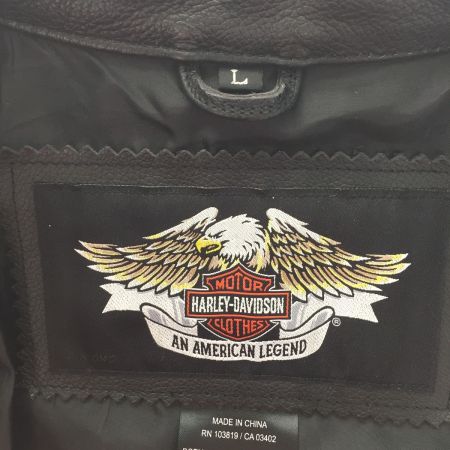 L
MOTOR
HARLEY-DAVIDSON
CLOTHES
®
AN AMERICAN LEGEND
MADE IN CHINA
RN 103819 / CA 03402